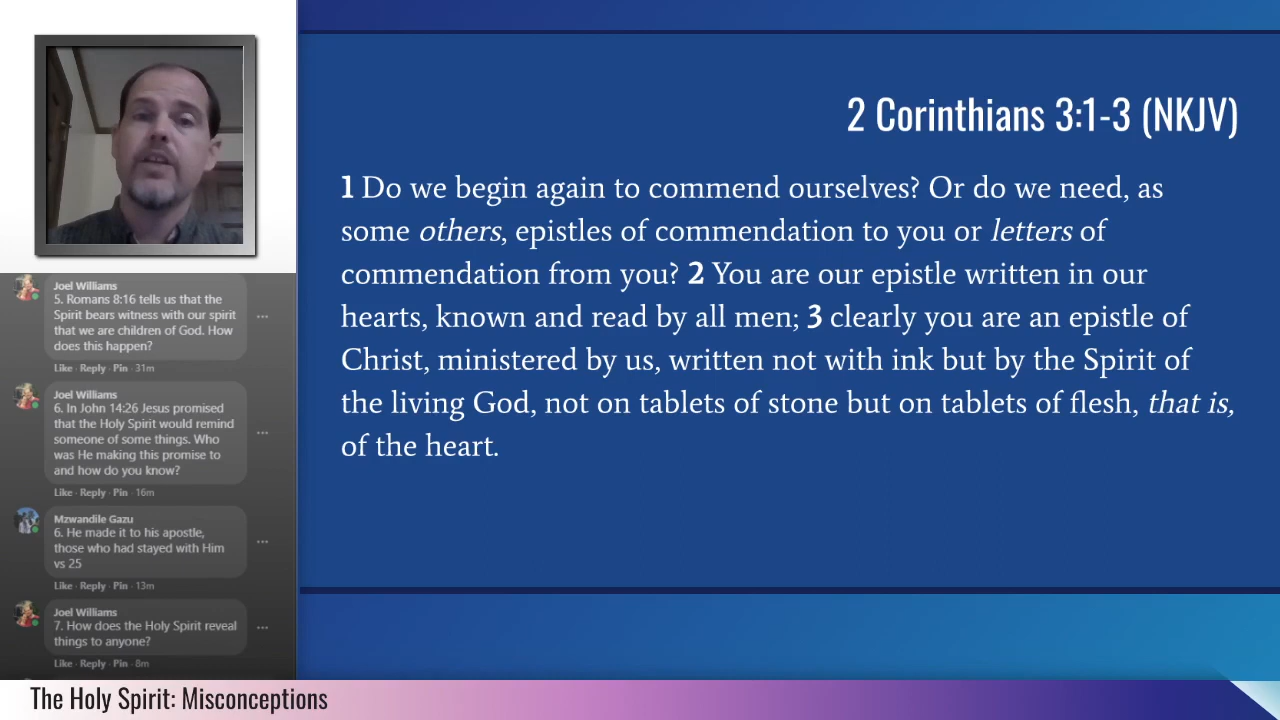 2 Corinthians 3:1-3 (NKJV)
1 Do we begin again to commend ourselves? Or do we need, as
some others, epistles of commendation to you or letters of
commendation from you? 2 You are our epistle written in our
hearts, known and read by all men; 3 clearly you are an epistle of
Christ, ministered by us, written not with ink but by the Spirit of
the living God, not on tablets of stone but on tablets of flesh, that is,
of the heart.
Joel Williams
5. Romans 8:16 tells us that the
Spirit bears witness with our spirit
that we are children of God. How
does this happen?
Like · Reply · Pin · 31m
Joel Williams
6. In John 14:26 Jesus promised
that the Holy Spirit would remind
someone of some things. Who
was He making this promise to
and how do you know?
Like · Reply · Pin · 16m
Mzwandile Gazu
6. He made it to his apostle,
those who had stayed with Him
vs 25
Like · Reply · Pin · 13m
Joel Williams
7. How does the Holy Spirit reveal
things to anyone?
Like · Reply · Pin · 8m
The Holy Spirit: Misconceptions